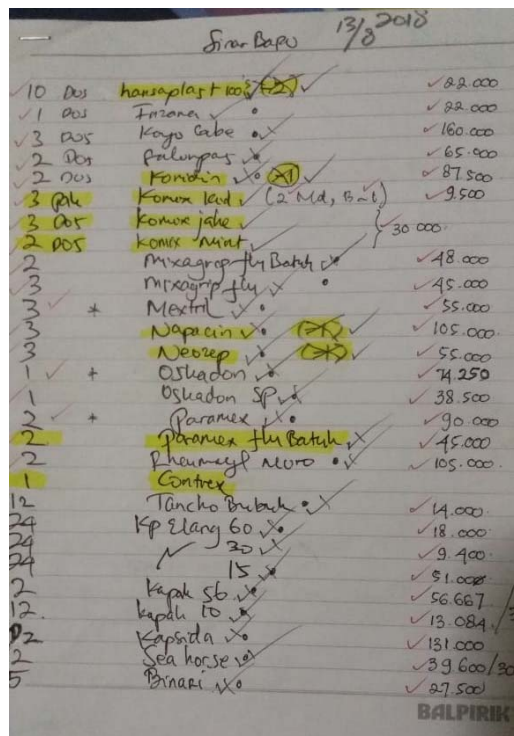 Sinar Bapu 13/8 2018
10 Dos hansaplast 100's (-2) 22.000
1 Dos Inzana 22.000
3 Dos Koyo Cabe 160.000
2 Dos Salonpas 65.000
2 Dos Konidin (-1) 87.500
3 pak Komix (2 Md, 9.500
3 Dos Komix jahe
30 000.
2 Dos Komix Mint
2 Mixagrip flu Batuk 48.000
3 Mixagrip flu 45.000
3 * Mextril 55.000
3 Napacin 105.000.
3 Neozep 55.000
1 + Oskadon 74.250
1 Oskadon SP 38.500
2 + Paramex 90.000
2 Paramex flu Batuk 45.000
2 Rheumacyl Neuro 105.000.
1 Contrex
12 Tancho Bubuk 14.000
24 Kp Elang 60 18.000
24 30 9.400
24 15 51.000
2 Kapak 56 56.667
12. kapak 10 13.084
2 Kapsida 131.000
2 Sea horse 39.600
5 Binari 27.500
BALPIRIK